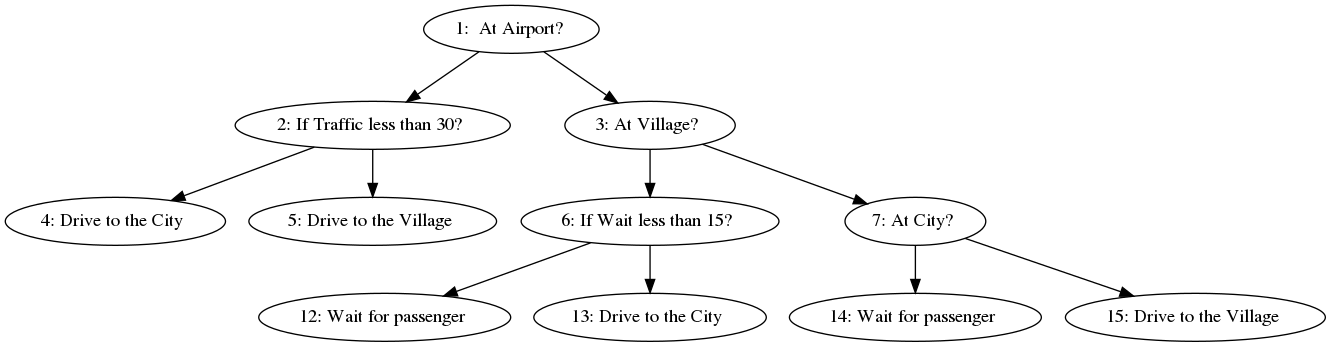 1:  At Airport?
2: If Traffic less than 30?
3: At Village?
4: Drive to the City
5: Drive to the Village
6: If Wait less than 15?
7: At City?
12: Wait for passenger
13: Drive to the City
14: Wait for passenger
15: Drive to the Village